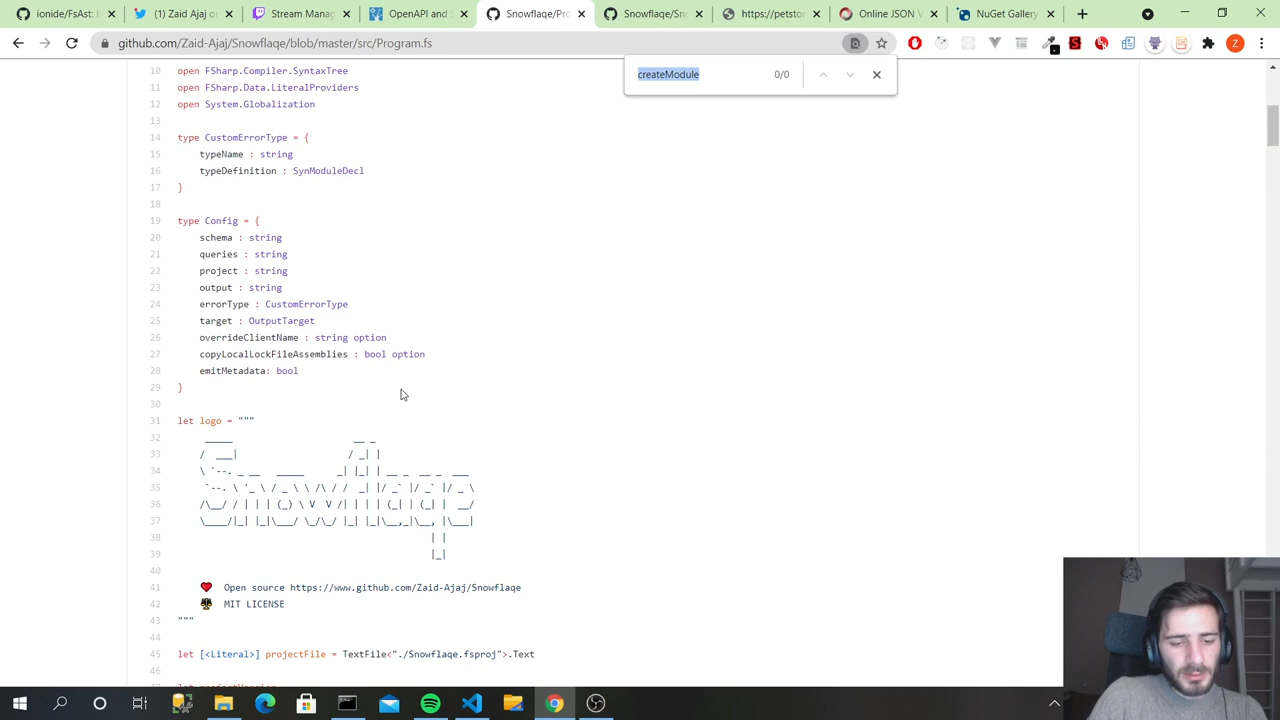 ionide/FsAst: H
(2) Zaid Ajaj or
Stream Manag
OpenAPI and S
Snowflaqe/Pro
Snowflaqe/Sn
https://petsto
Online JSON V
NuGet Gallery
github.com/Zaid-Ajaj/Snowflaqe/blob/master/src/Program.fs
createModule 0/0
10 open FSharp.Compiler.SyntaxTree
11 open FSharp.Data.LiteralProviders
12 open System.Globalization
13
14 type CustomErrorType = {
15 typeName : string
16 typeDefinition : SynModuleDecl
17 }
18
19 type Config = {
20 schema : string
21 queries : string
22 project : string
23 output : string
24 errorType : CustomErrorType
25 target : OutputTarget
26 overrideClientName : string option
27 copyLocalLockFileAssemblies : bool option
28 emitMetadata: bool
29 }
30
31 let logo = """
32
33
34
35
36
37
38
39
40
41 Open source https://www.github.com/Zaid-Ajaj/Snowflaqe
42 MIT LICENSE
43 """
44
45 let [<Literal>] projectFile = TextFile<"./Snowflaqe.fsproj">.Text
46